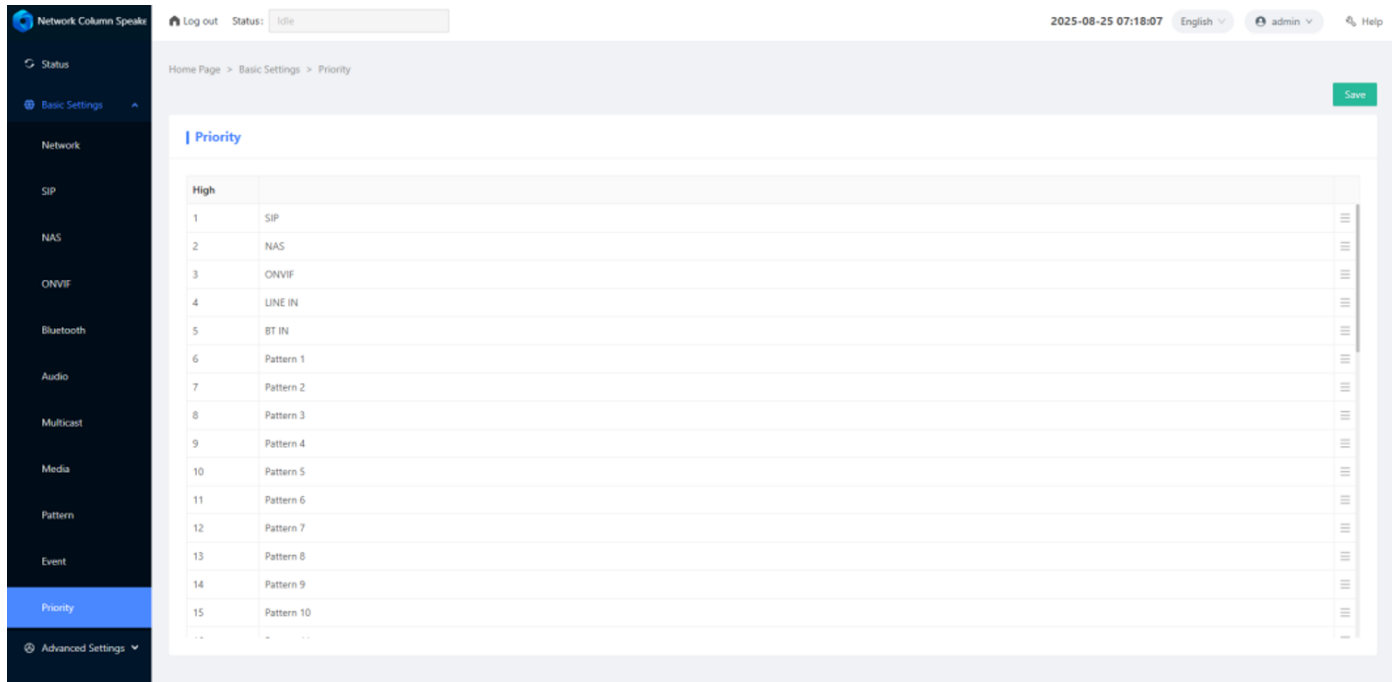 Network Column Speake
Log out Status: Idle
2025-08-25 07:18:07 English admin Help
Status
Basic Settings
Network
SIP
NAS
ONVIF
Bluetooth
Audio
Multicast
Media
Pattern
Event
Priority
Advanced Settings
Home Page > Basic Settings > Priority
Save
Priority
High
1 SIP
2 NAS
3 ONVIF
4 LINE IN
5 BT IN
6 Pattern 1
7 Pattern 2
8 Pattern 3
9 Pattern 4
10 Pattern 5
11 Pattern 6
12 Pattern 7
13 Pattern 8
14 Pattern 9
15 Pattern 10